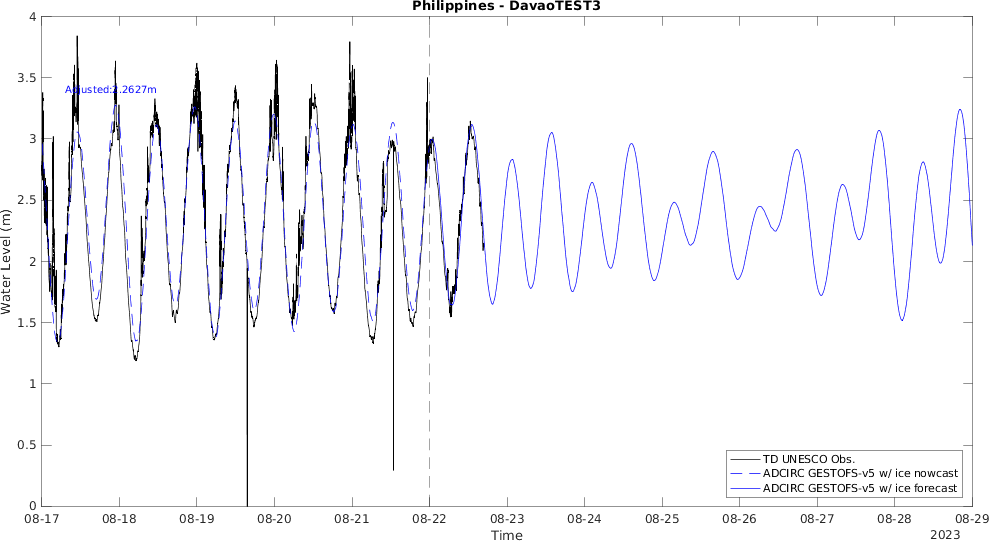 Philippines - DavaoTEST3
4
3.5
3
2.5
2
1.5
1
0.5
0
Water Level (m)
Adjusted:2.2627m
TD UNESCO Obs.
ADCIRC GESTOFS-v5 w/ ice nowcast
ADCIRC GESTOFS-v5 w/ ice forecast
08-17 08-18 08-19 08-20 08-21 08-22 08-23 08-24 08-25 08-26 08-27 08-28 08-29
Time
2023